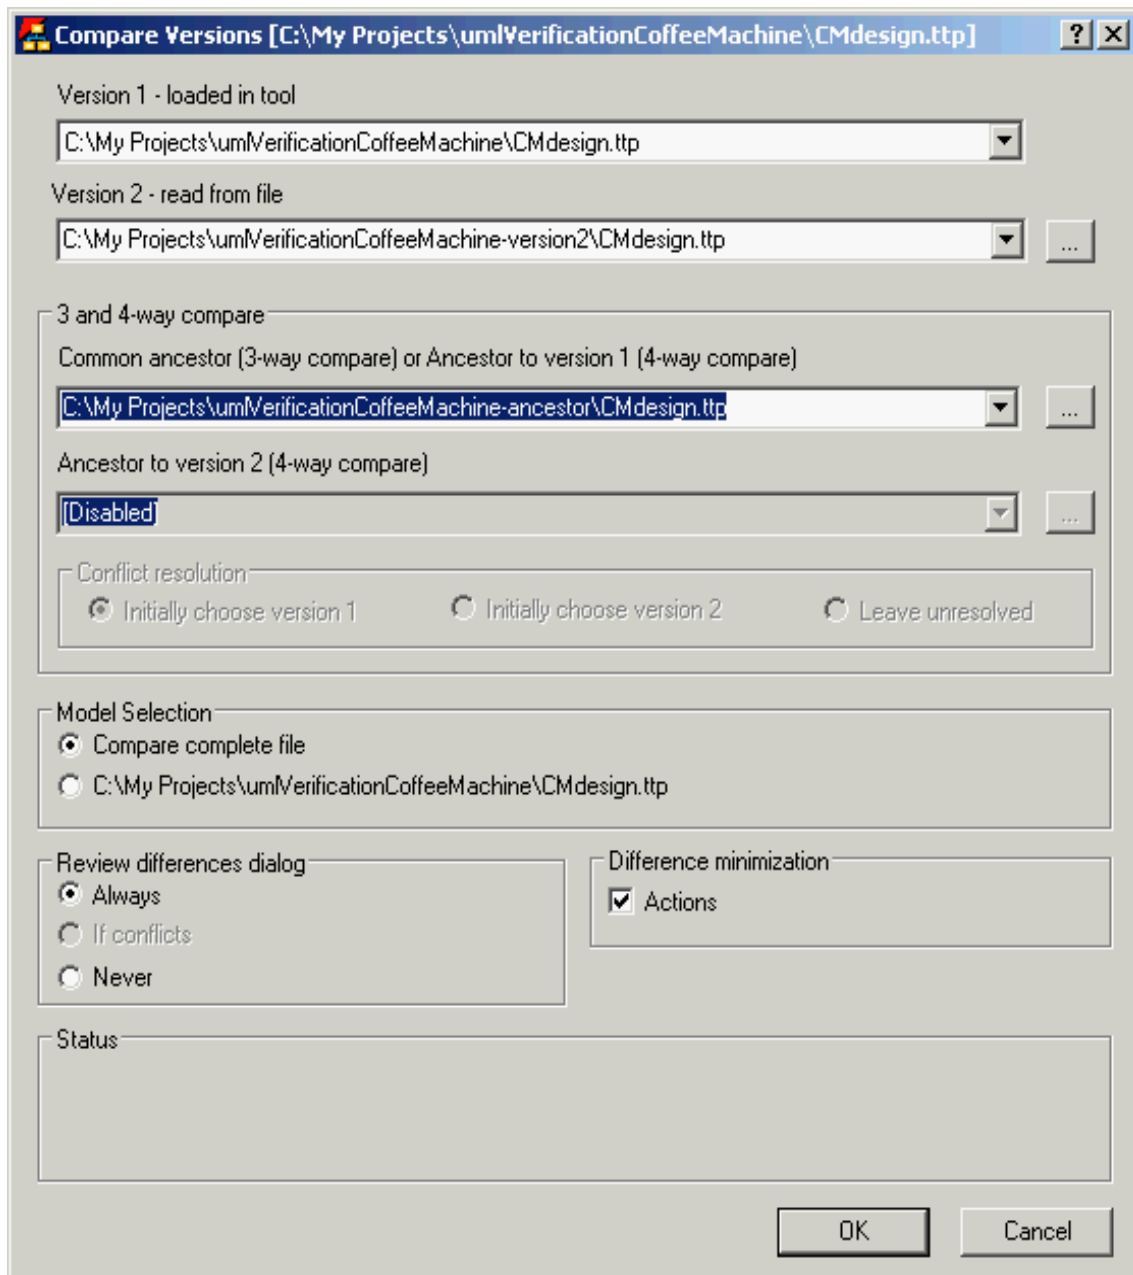 Compare Versions [C:\My Projects\umlVerificationCoffeeMachine\CMdesign.ttp]
Version 1 - loaded in tool
C:\My Projects\umlVerificationCoffeeMachine\CMdesign.ttp
Version 2 - read from file
C:\My Projects\umlVerificationCoffeeMachine-version2\CMdesign.ttp
...
3 and 4-way compare
Common ancestor (3-way compare) or Ancestor to version 1 (4-way compare)
C:\My Projects\umlVerificationCoffeeMachine-ancestor\CMdesign.ttp
...
Ancestor to version 2 (4-way compare)
[Disabled]
...
Conflict resolution
Initially choose version 1 Initially choose version 2 Leave unresolved
Model Selection
Compare complete file
C:\My Projects\umlVerificationCoffeeMachine\CMdesign.ttp
Review differences dialog
Always
If conflicts
Never
Difference minimization
Actions
Status
OK Cancel